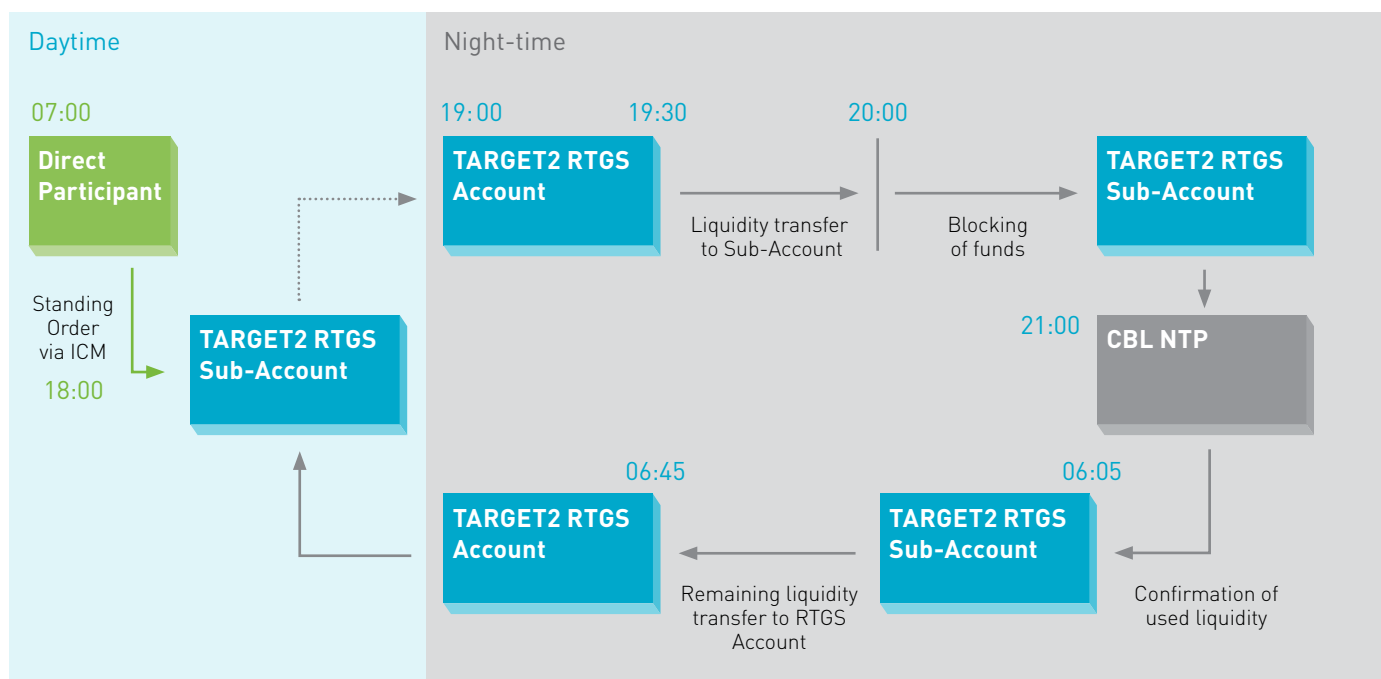 Daytime
07:00
Direct
Participant
Standing
Order
via ICM
18:00
TARGET2 RTGS
Sub-Account
Night-time
19:00
19:30
20:00
TARGET2 RTGS
Account
Liquidity transfer
to Sub-Account
Blocking
of funds
TARGET2 RTGS
Sub-Account
21:00
CBL NTP
06:45
06:05
TARGET2 RTGS
Account
Remaining liquidity
transfer to RTGS
Account
TARGET2 RTGS
Sub-Account
Confirmation of
used liquidity